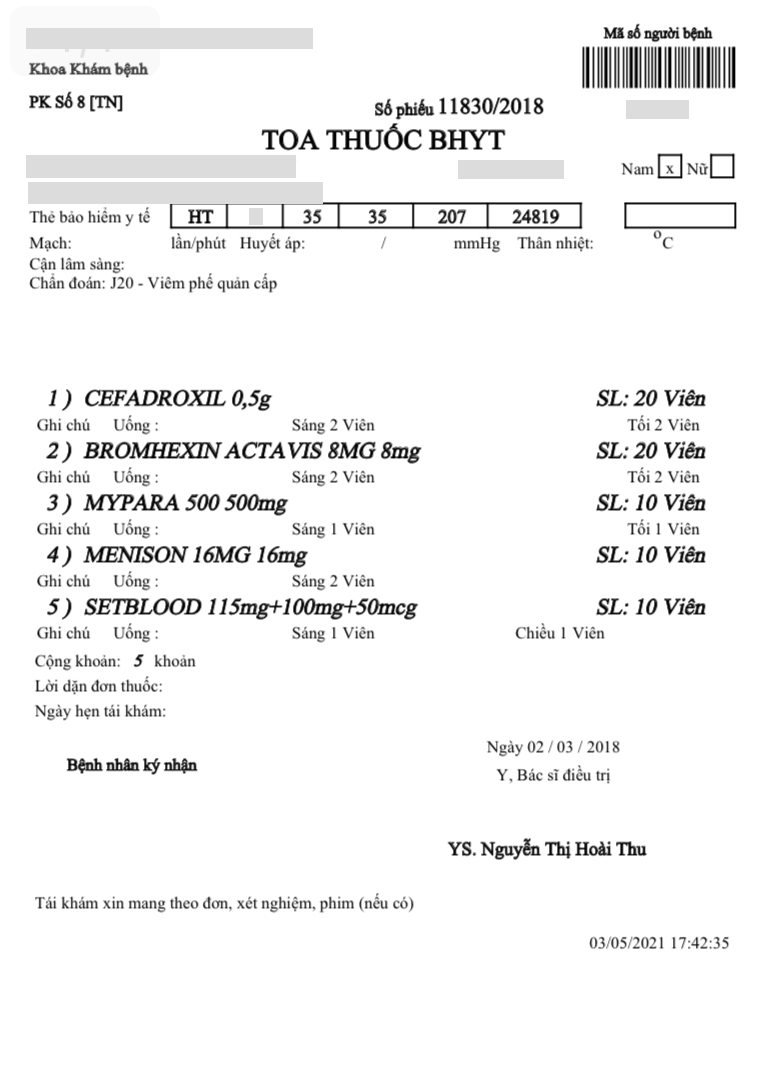 Mã số người bệnh
Khoa Khám bệnh
PK Số 8 [TN]
Số phiếu 11830/2018
TOA THUỐC BHYT
Nam x Nữ
Thẻ bảo hiểm y tế HT 35 35 207 24819
Mạch: lần/phút Huyết áp: / mmHg Thân nhiệt: °C
Cận lâm sàng:
Chẩn đoán: J20 - Viêm phế quản cấp
1 ) CEFADROXIL 0,5g SL: 20 Viên
Ghi chú Uống : Sáng 2 Viên Tối 2 Viên
2 ) BROMHEXIN ACTAVIS 8MG 8mg SL: 20 Viên
Ghi chú Uống : Sáng 2 Viên Tối 2 Viên
3 ) MYPARA 500 500mg SL: 10 Viên
Ghi chú Uống : Sáng 1 Viên Tối 1 Viên
4 ) MENISON 16MG 16mg SL: 10 Viên
Ghi chú Uống : Sáng 2 Viên
5 ) SETBLOOD 115mg+100mg+50mcg SL: 10 Viên
Ghi chú Uống : Sáng 1 Viên Chiều 1 Viên
Cộng khoản: 5 khoản
Lời dặn đơn thuốc:
Ngày hẹn tái khám:
Ngày 02 / 03 / 2018
Bệnh nhân ký nhận
Y, Bác sĩ điều trị
YS. Nguyễn Thị Hoài Thu
Tái khám xin mang theo đơn, xét nghiệm, phim (nếu có)
03/05/2021 17:42:35